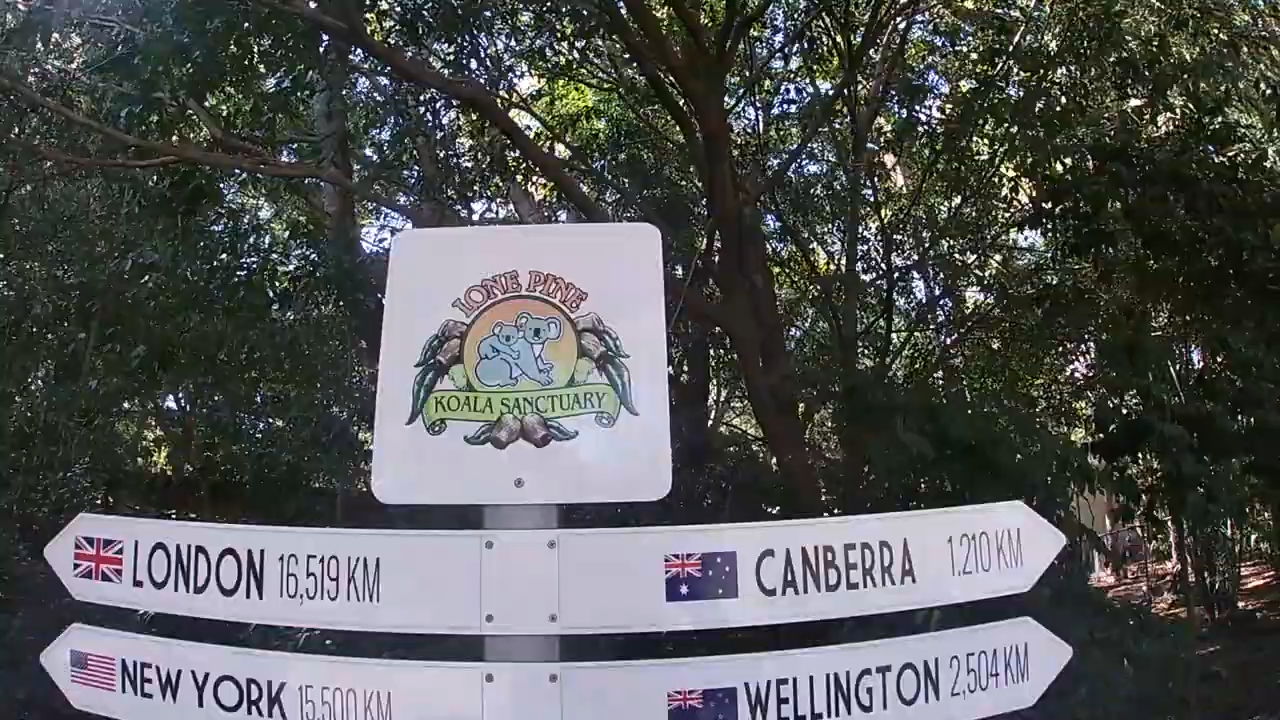 LONE PINE
KOALA SANCTUARY
LONDON 16,519 KM
CANBERRA 1.210 KM
NEW YORK 15,500 KM
WELLINGTON 2,504 KM